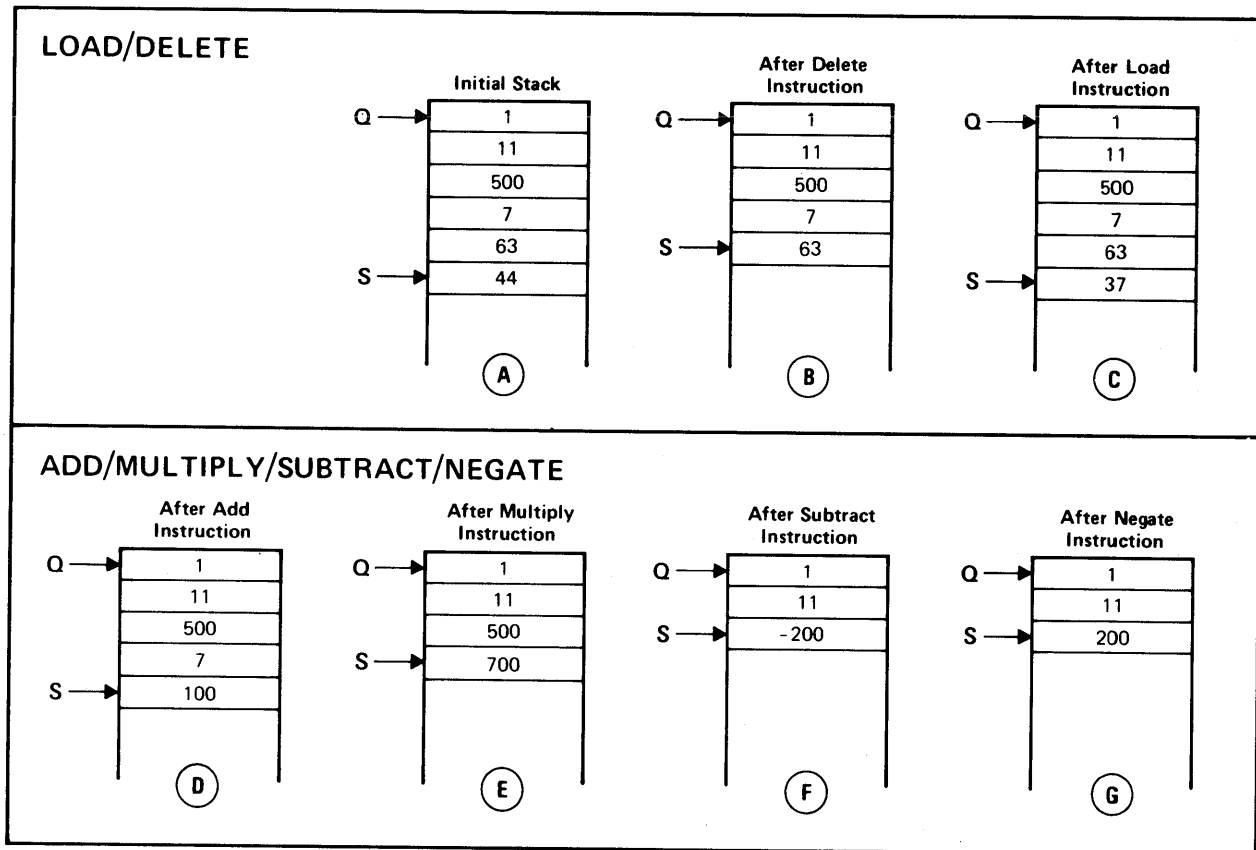 LOAD/DELETE
Initial Stack
After Delete
Instruction
After Load
Instruction
Q
1
11
500
7
63
S
44
A
Q
1
11
500
7
S
63
B
Q
1
11
500
7
63
S
37
C
ADD/MULTIPLY/SUBTRACT/NEGATE
After Add
Instruction
After Multiply
Instruction
After Subtract
Instruction
After Negate
Instruction
Q
1
11
500
7
S
100
D
Q
1
11
500
S
700
E
Q
1
11
S
-200
F
Q
1
11
S
200
G